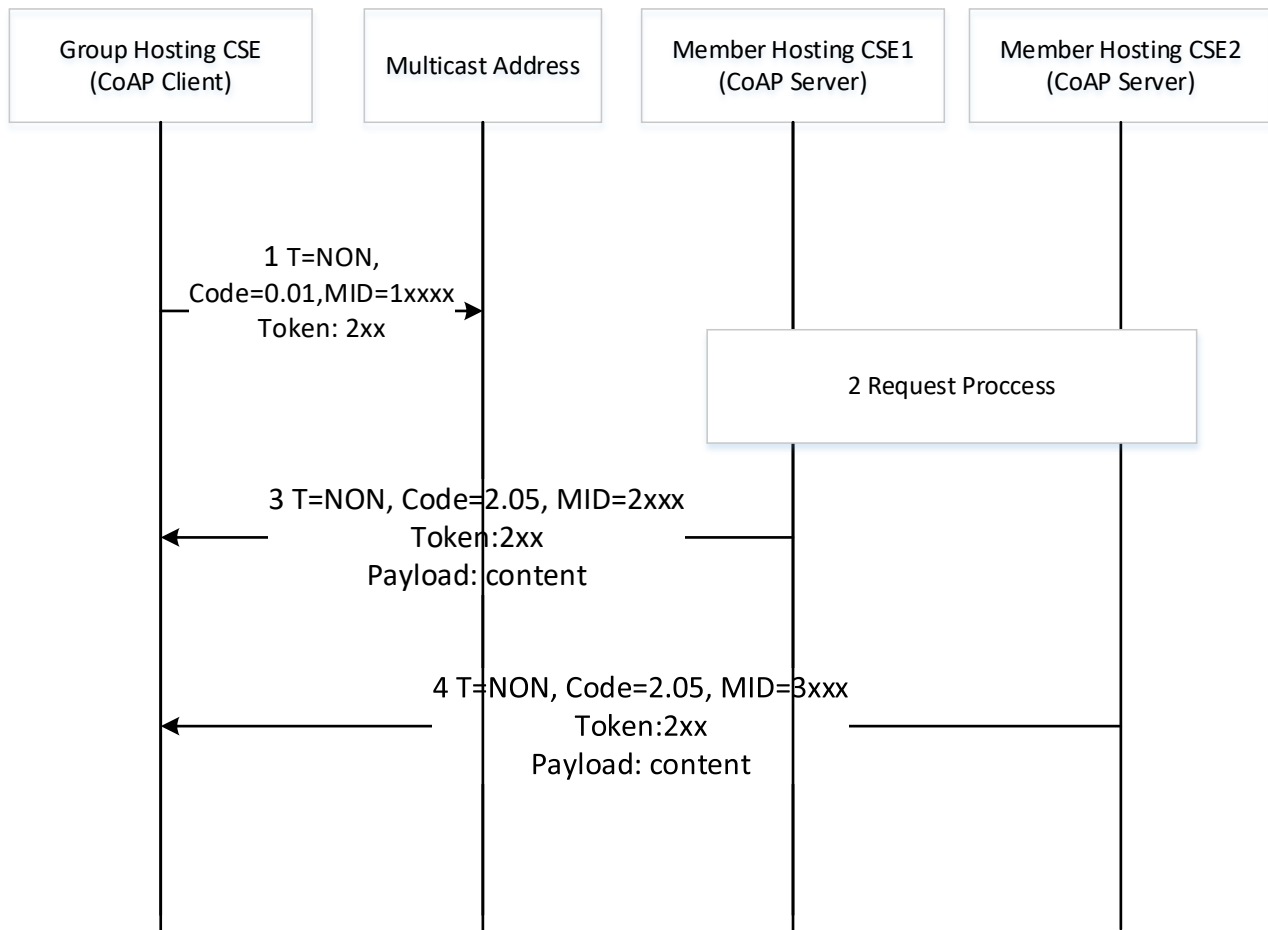 Group Hosting CSE
(CoAP Client)
Multicast Address
Member Hosting CSE1
(CoAP Server)
Member Hosting CSE2
(CoAP Server)
1 T=NON,
Code=0.01,MID=1xxxx
Token: 2xx
2 Request Proccess
3 T=NON, Code=2.05, MID=2xxx
Token:2xx
Payload: content
4 T=NON, Code=2.05, MID=3xxx
Token:2xx
Payload: content